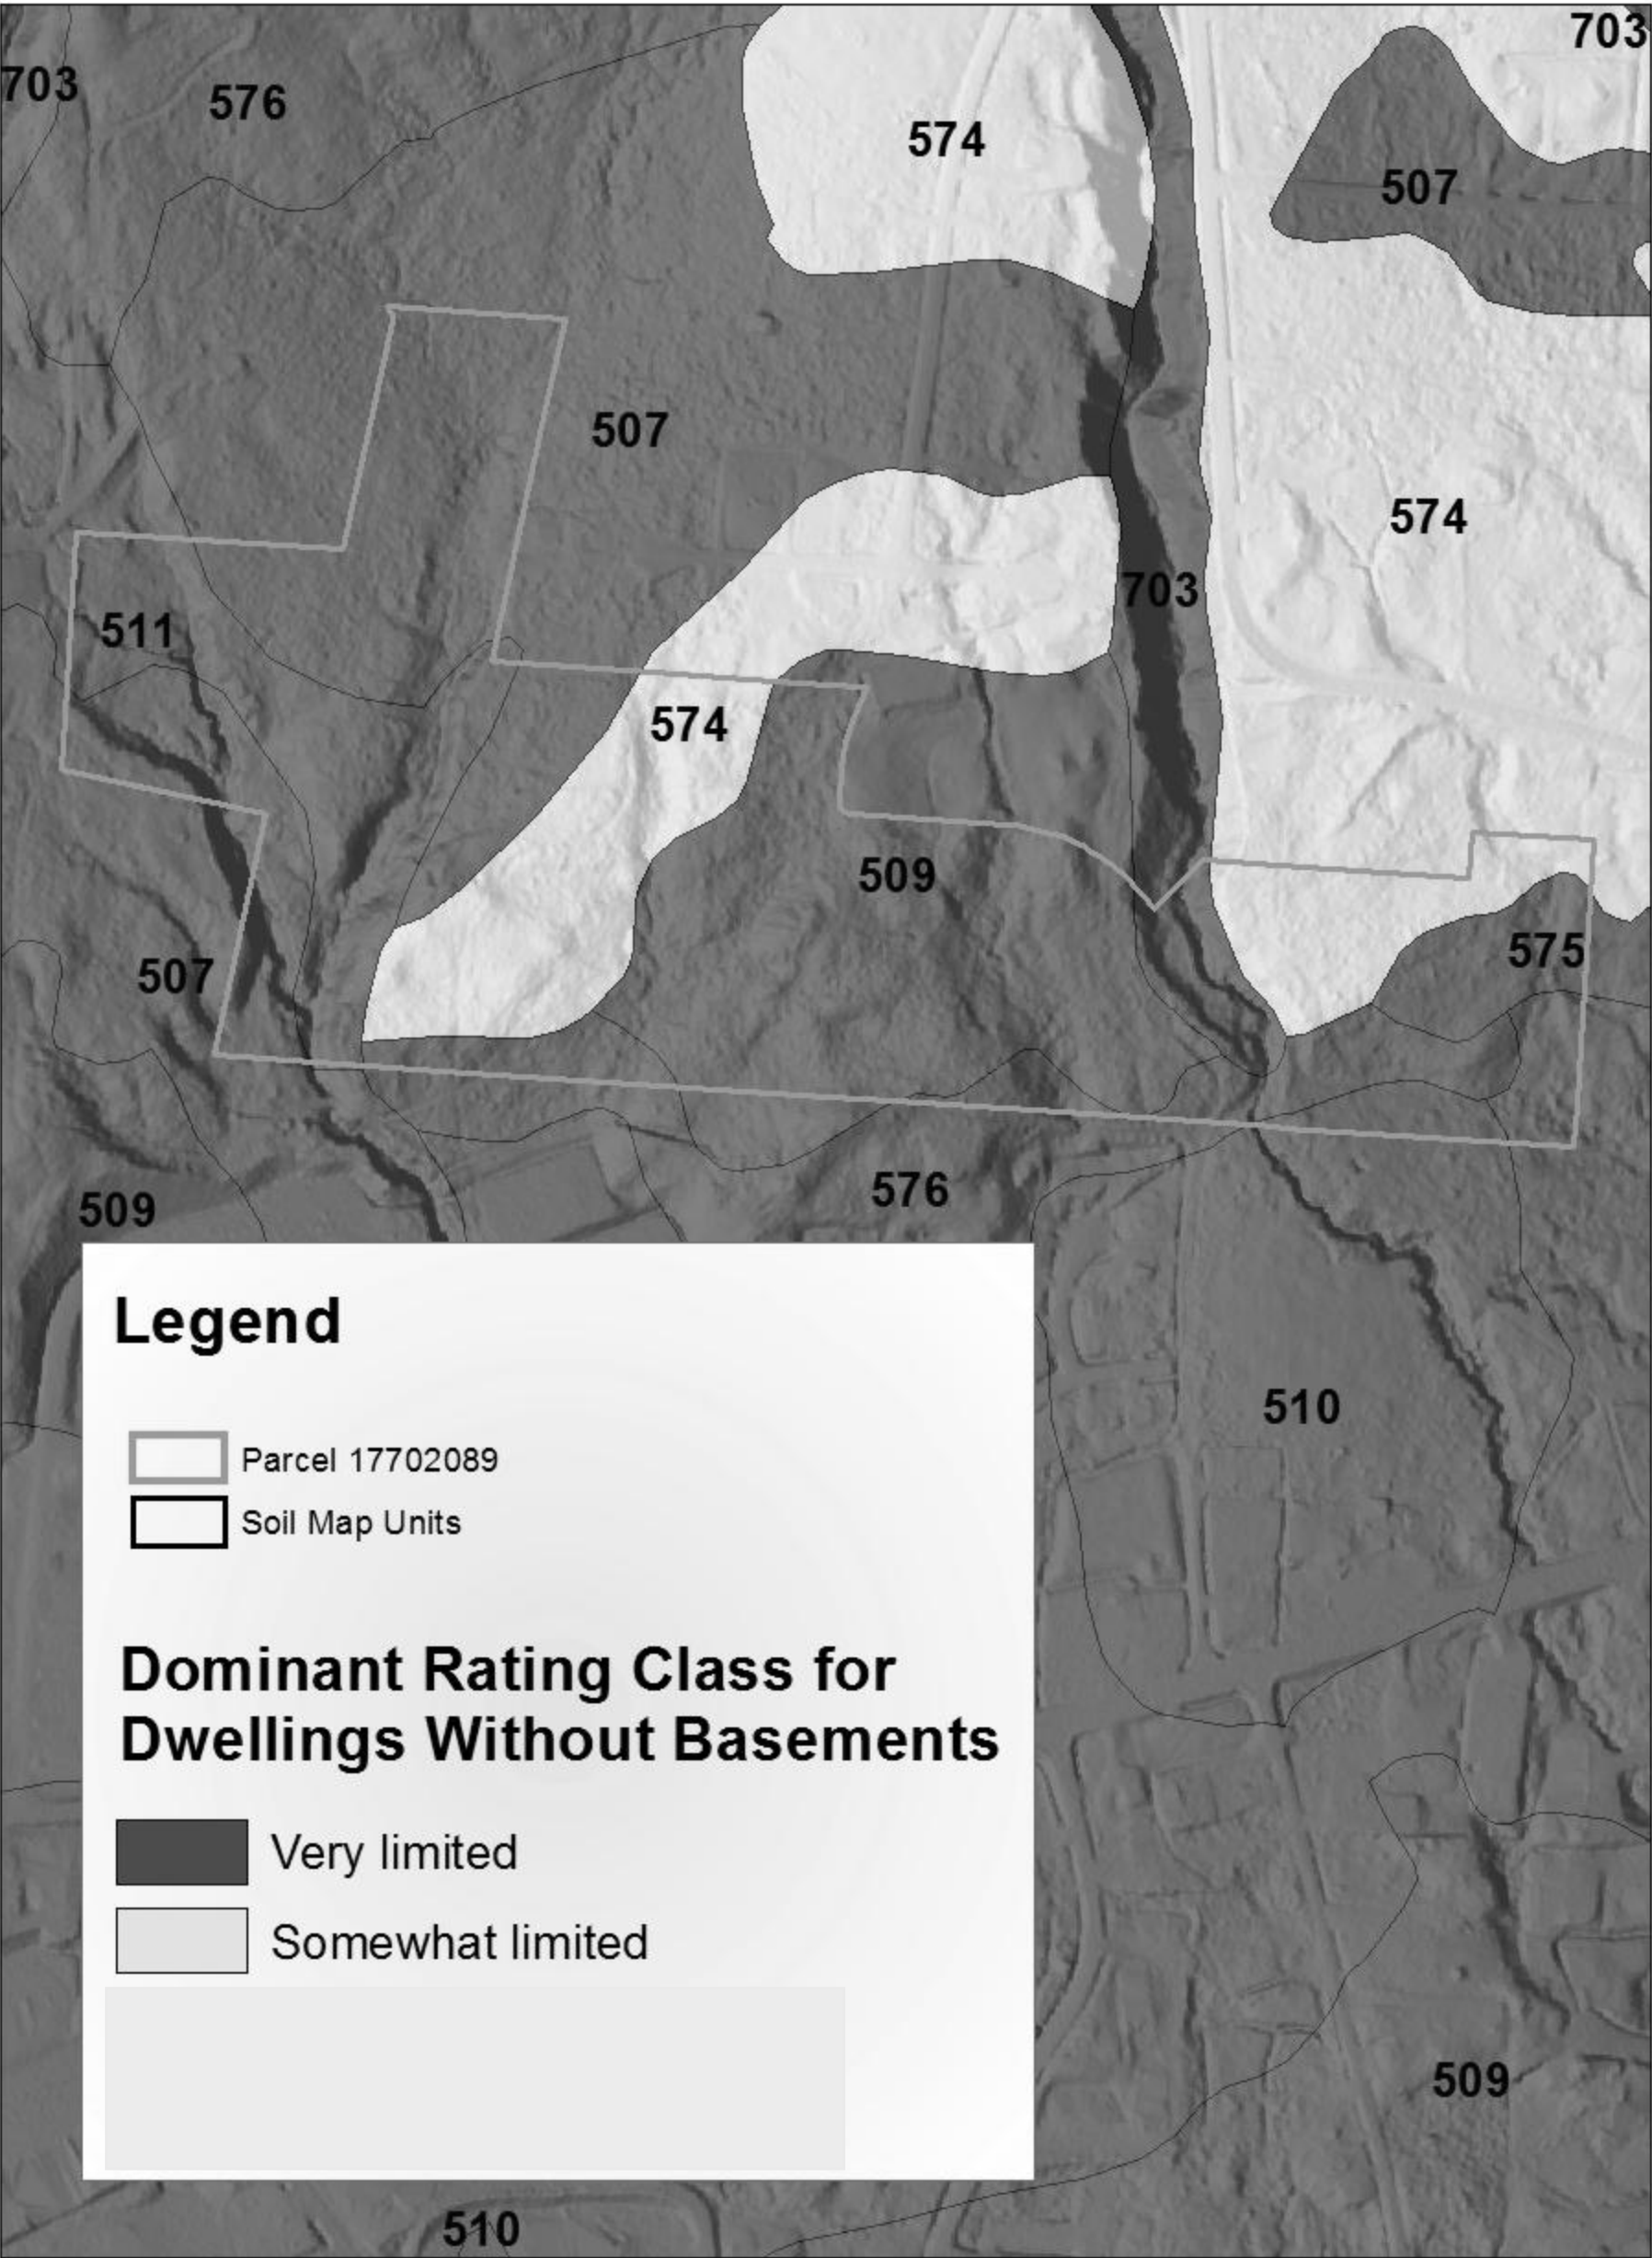 703
703
576
574
507
507
574
703
511
574
509
575
507
509
576
510
Legend
Parcel 17702089
Soil Map Units
Dominant Rating Class for
Dwellings Without Basements
Very limited
Somewhat limited
509
510